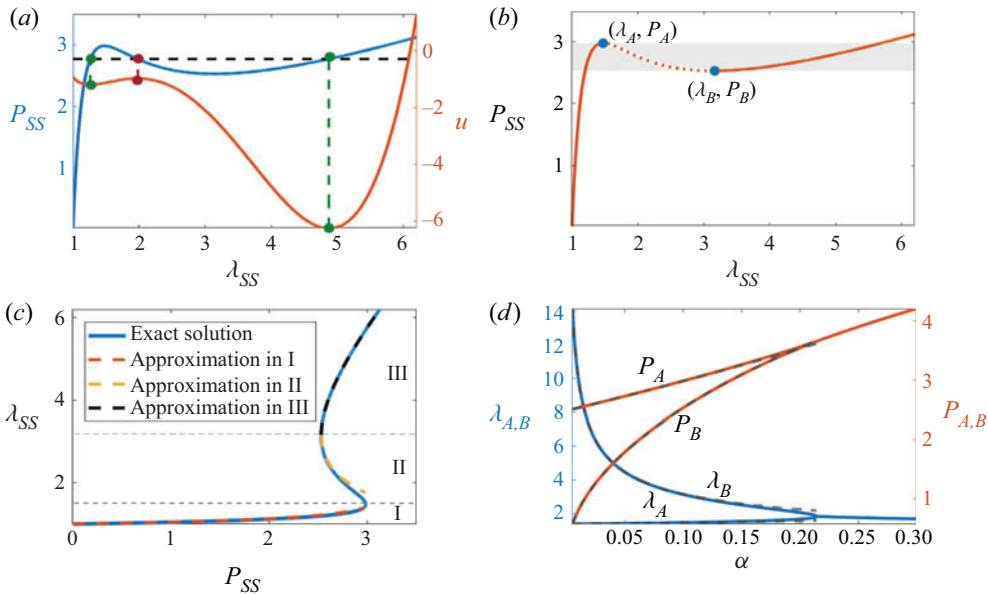 (a)
3
2
1
P_SS
0
–2
–4
–6
u
1 2 3 4 5 6
λ_SS
(b)
4
3
2
1
P_SS
(λ_A, P_A)
(λ_B, P_B)
1 2 3 4 5 6
λ_SS
(c)
6
4
2
λ_SS
Exact solution
Approximation in I
Approximation in II
Approximation in III
III
II
I
0 1 2 3 4
P_SS
(d)
14
12
10
8
6
4
2
λ_A,B
P_A
P_B
λ_B
λ_A
4
3
2
1
P_A,B
0.05 0.10 0.15 0.20 0.30
α